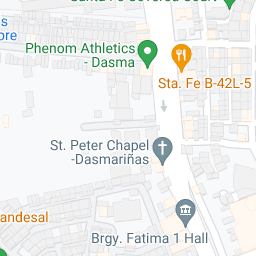 Phenom Athletics
- Dasma
Sta. Fe B-42L-5
St. Peter Chapel
-Dasmariñas
andesal
Brgy. Fatima 1 Hall